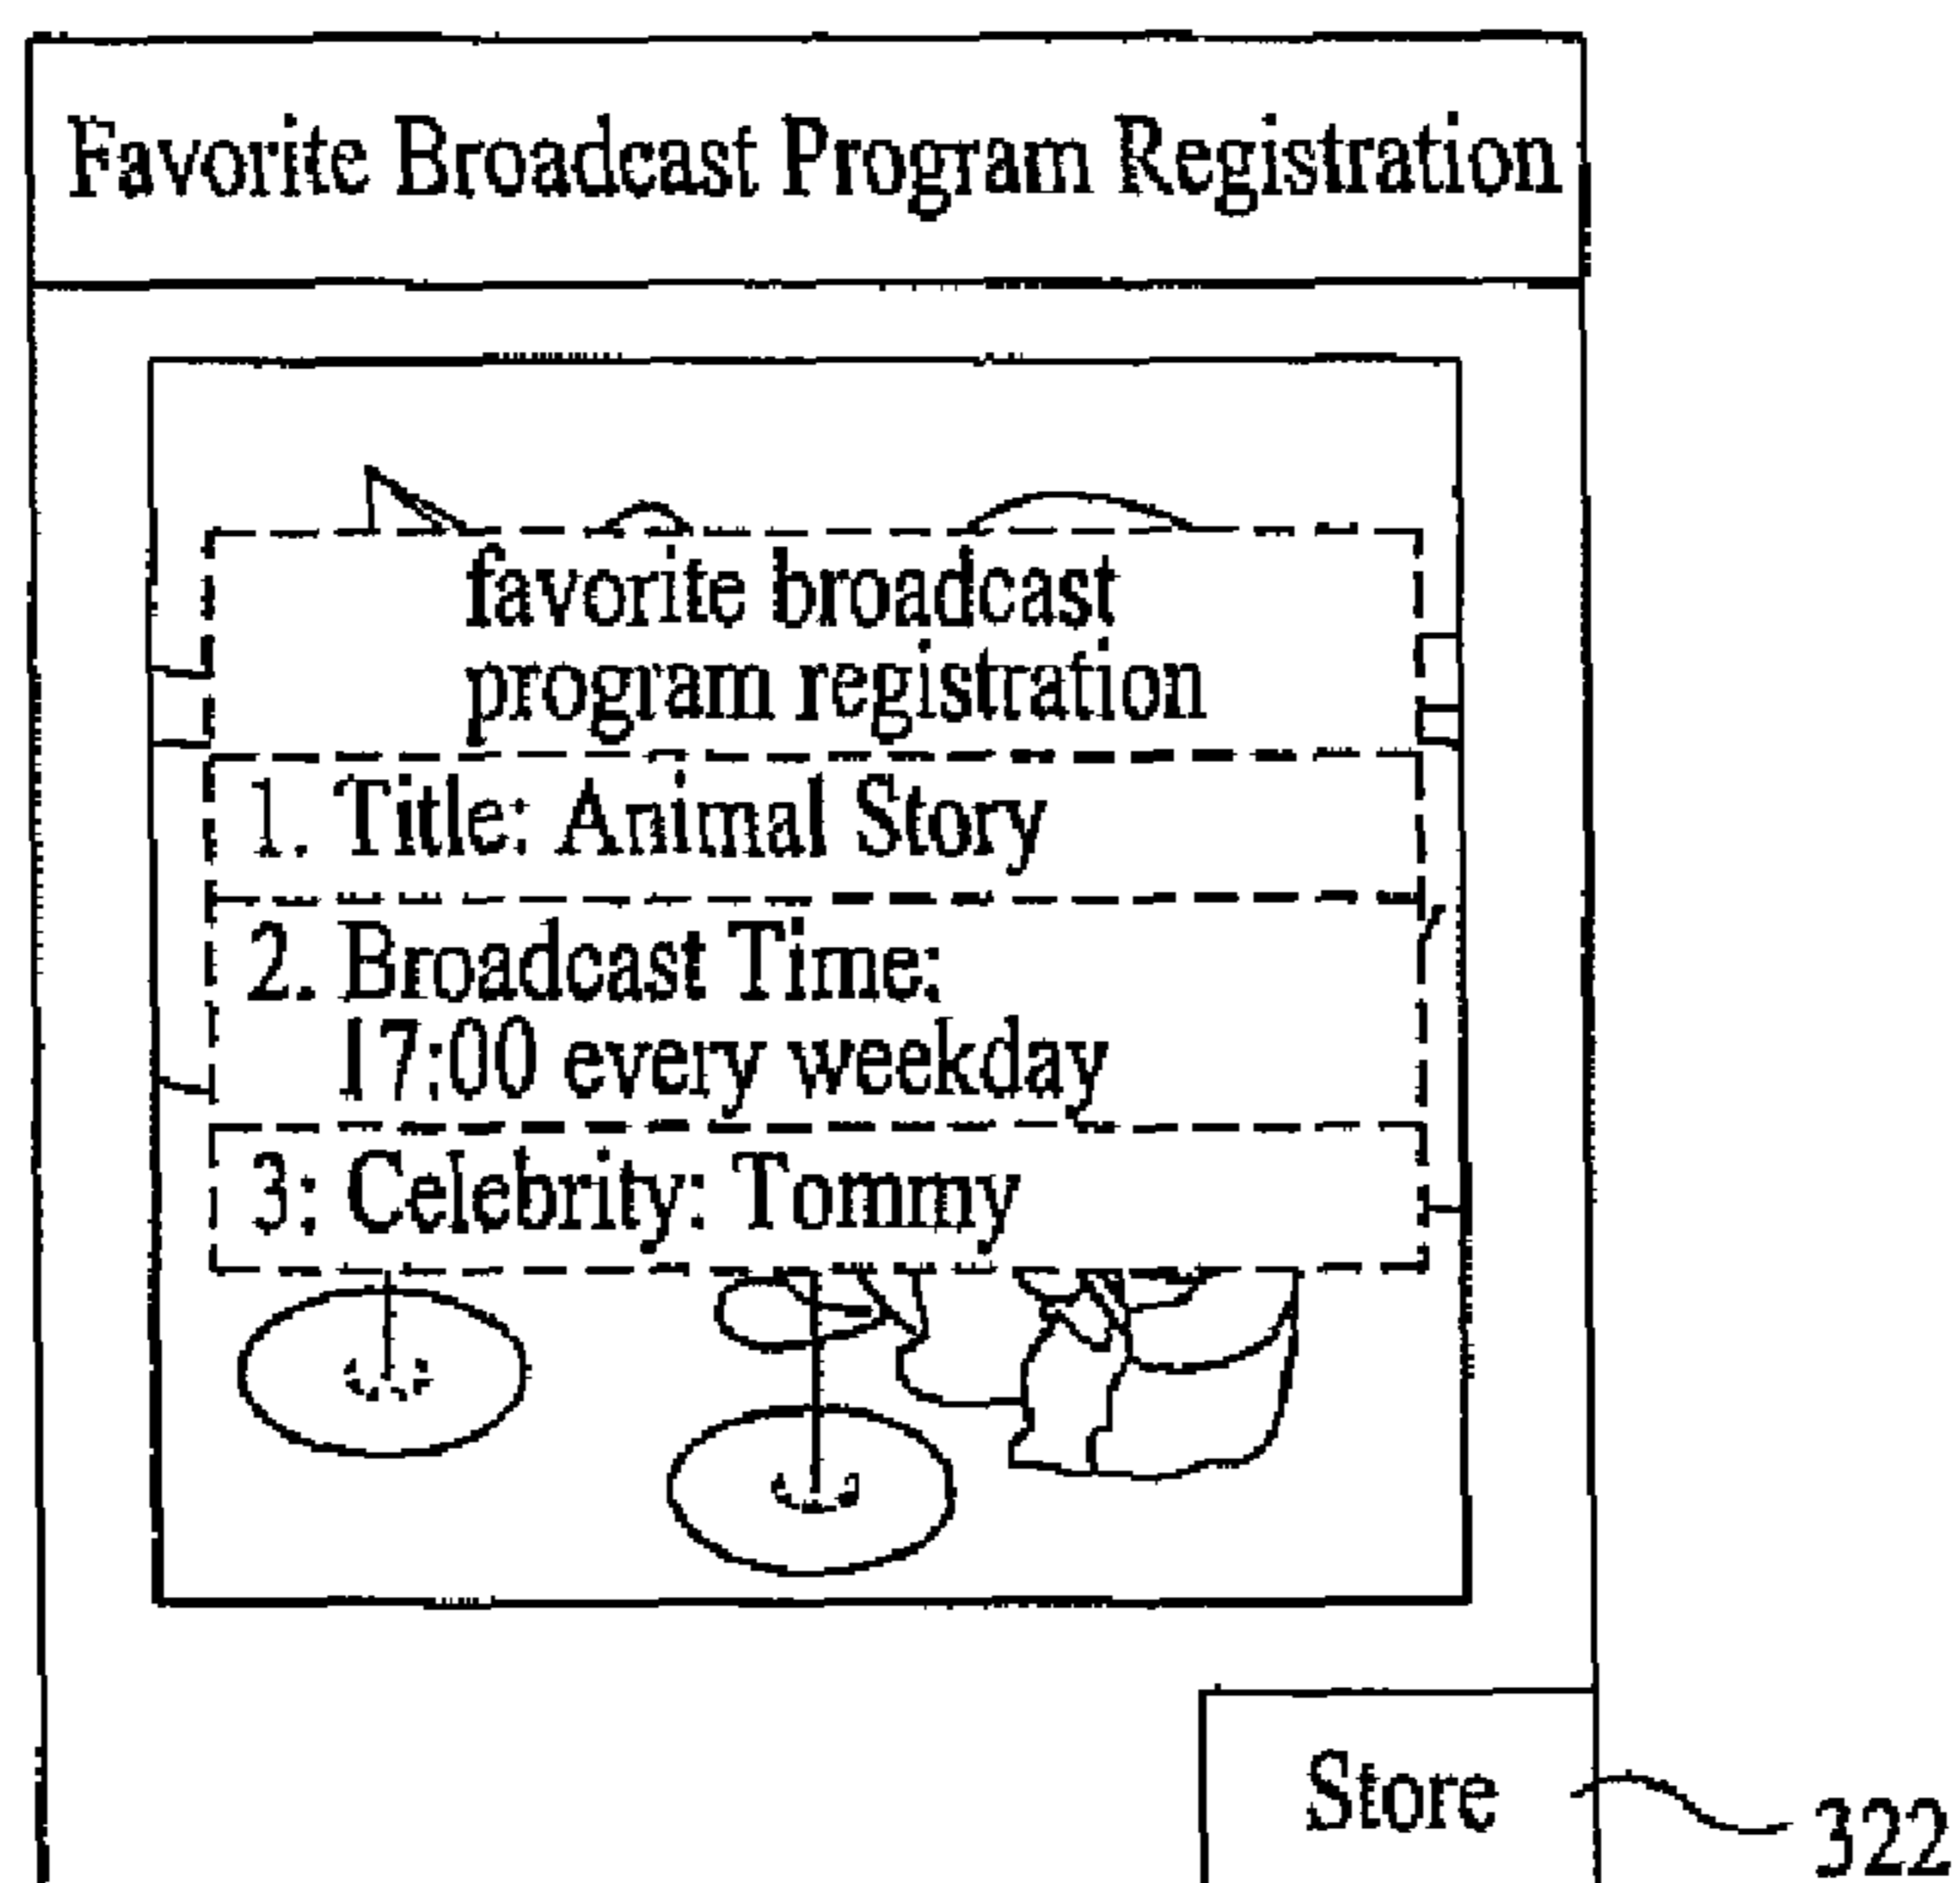 Favorite Broadcast Program Registration
favorite broadcast
program registration
1. Title: Animal Story
2. Broadcast Time:
17:00 every weekday
3: Celebrity: Tommy
Store
322